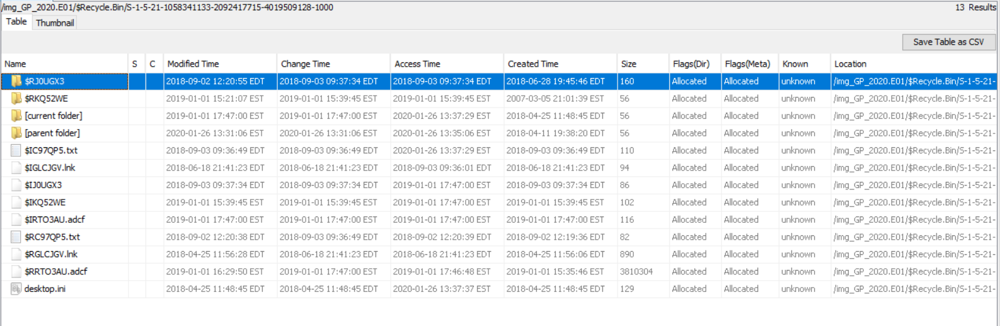 /img_GP_2020.E01/$Recycle.Bin/S-1-5-21-1058341133-2092417715-4019509128-1000 13 Results
Table Thumbnail
Save Table as CSV
Name S C Modified Time Change Time Access Time Created Time Size Flags(Dir) Flags(Meta) Known Location
$RJ0UGX3 2018-09-02 12:20:55 EDT 2018-09-03 09:37:34 EDT 2018-09-03 09:37:34 EDT 2018-06-28 19:45:46 EDT 160 Allocated Allocated unknown /img_GP_2020.E01/$Recycle.Bin/S-1-5-21-
$RKQ52WE 2019-01-01 15:21:07 EST 2019-01-01 15:39:45 EST 2019-01-01 15:39:45 EST 2007-03-05 21:01:39 EST 56 Allocated Allocated unknown /img_GP_2020.E01/$Recycle.Bin/S-1-5-21-
[current folder] 2019-01-01 17:47:00 EST 2019-01-01 17:47:00 EST 2020-01-26 13:37:29 EST 2018-04-25 11:48:45 EDT 56 Allocated Allocated unknown /img_GP_2020.E01/$Recycle.Bin/S-1-5-21-
[parent folder] 2020-01-26 13:31:06 EST 2020-01-26 13:31:06 EST 2020-01-26 13:35:06 EST 2018-04-11 19:38:20 EDT 56 Allocated Allocated unknown /img_GP_2020.E01/$Recycle.Bin/S-1-5-21-
$IC97QP5.txt 2018-09-03 09:36:49 EDT 2018-09-03 09:36:49 EDT 2020-01-26 13:37:29 EST 2018-09-03 09:36:49 EDT 110 Allocated Allocated unknown /img_GP_2020.E01/$Recycle.Bin/S-1-5-21-
$IGLCJGV.lnk 2018-06-18 21:41:23 EDT 2018-06-18 21:41:23 EDT 2018-09-03 09:36:01 EDT 2018-06-18 21:41:23 EDT 94 Allocated Allocated unknown /img_GP_2020.E01/$Recycle.Bin/S-1-5-21-
$IJ0UGX3 2018-09-03 09:37:34 EDT 2018-09-03 09:37:34 EDT 2019-01-01 17:47:00 EST 2018-09-03 09:37:34 EDT 86 Allocated Allocated unknown /img_GP_2020.E01/$Recycle.Bin/S-1-5-21-
$IKQ52WE 2019-01-01 15:39:45 EST 2019-01-01 15:39:45 EST 2019-01-01 17:47:00 EST 2019-01-01 15:39:45 EST 102 Allocated Allocated unknown /img_GP_2020.E01/$Recycle.Bin/S-1-5-21-
$IRTO3AU.adcf 2019-01-01 17:47:00 EST 2019-01-01 17:47:00 EST 2019-01-01 17:47:00 EST 2019-01-01 17:47:00 EST 116 Allocated Allocated unknown /img_GP_2020.E01/$Recycle.Bin/S-1-5-21-
$RC97QP5.txt 2018-09-02 12:20:38 EDT 2018-09-03 09:36:49 EDT 2018-09-02 12:20:39 EDT 2018-09-02 12:19:36 EDT 82 Allocated Allocated unknown /img_GP_2020.E01/$Recycle.Bin/S-1-5-21-
$RGLCJGV.lnk 2018-04-25 11:56:28 EDT 2018-06-18 21:41:23 EDT 2018-06-18 21:41:23 EDT 2018-04-25 11:56:06 EDT 890 Allocated Allocated unknown /img_GP_2020.E01/$Recycle.Bin/S-1-5-21-
$RRTO3AU.adcf 2019-01-01 16:29:50 EST 2019-01-01 17:47:00 EST 2019-01-01 17:46:48 EST 2019-01-01 15:35:46 EST 3810304 Allocated Allocated unknown /img_GP_2020.E01/$Recycle.Bin/S-1-5-21-
desktop.ini 2018-04-25 11:48:45 EDT 2018-04-25 11:48:45 EDT 2020-01-26 13:37:37 EST 2018-04-25 11:48:45 EDT 129 Allocated Allocated unknown /img_GP_2020.E01/$Recycle.Bin/S-1-5-21-